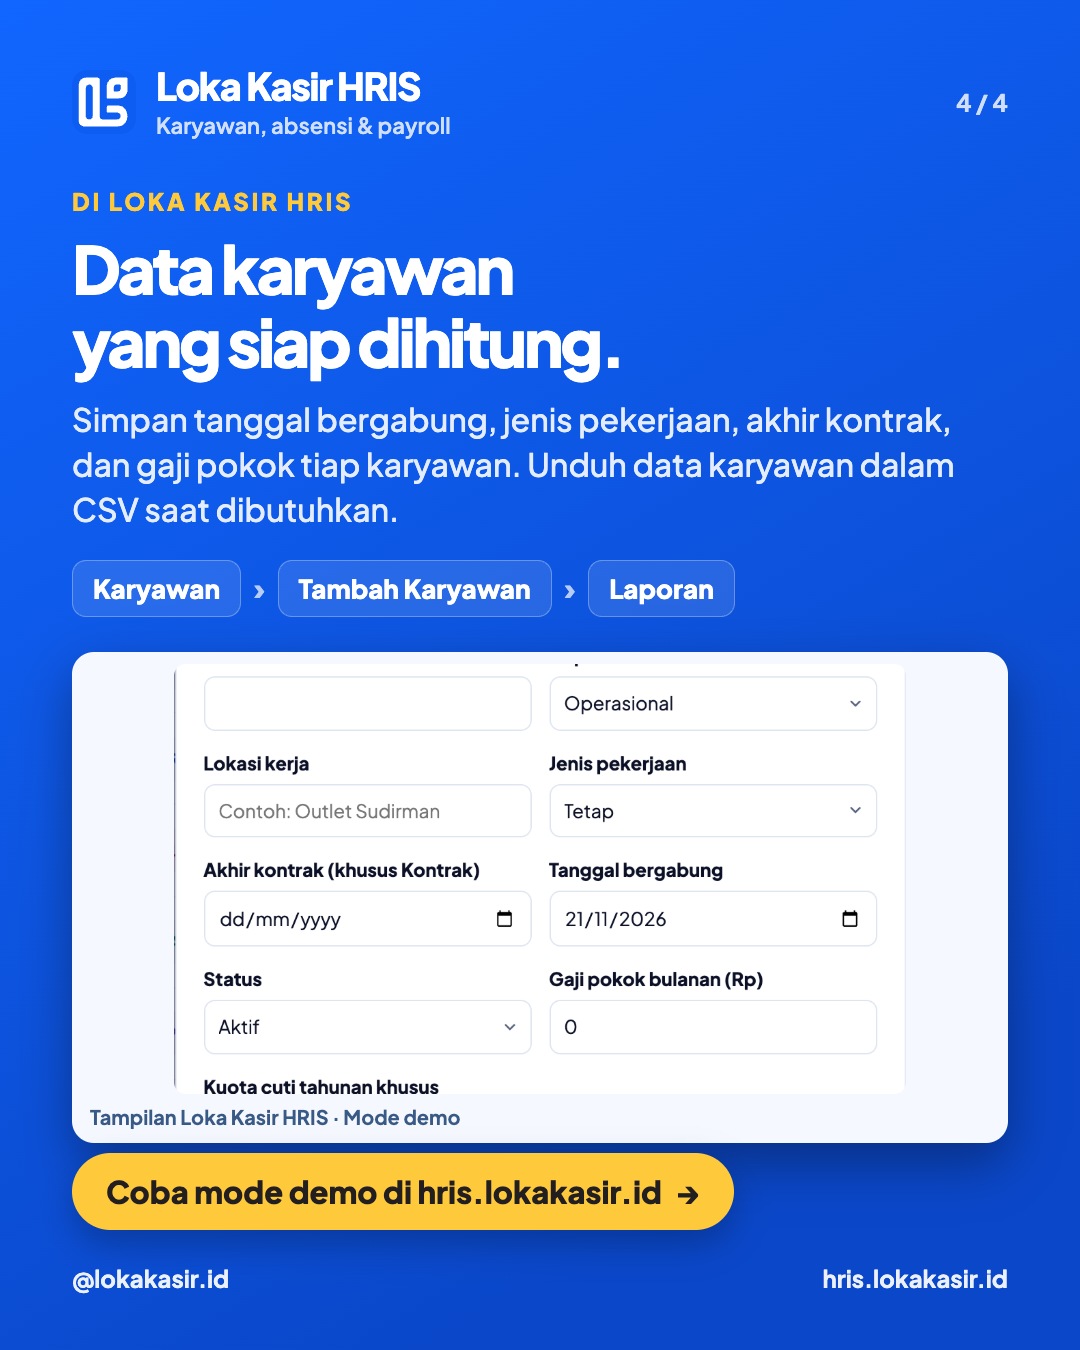 Loka Kasir HRIS
Karyawan, absensi & payroll
4 / 4
DI LOKA KASIR HRIS
Data karyawan
yang siap dihitung.
Simpan tanggal bergabung, jenis pekerjaan, akhir kontrak,
dan gaji pokok tiap karyawan. Unduh data karyawan dalam
CSV saat dibutuhkan.
Karyawan › Tambah Karyawan › Laporan
Operasional
Lokasi kerja
Jenis pekerjaan
Contoh: Outlet Sudirman
Tetap
Akhir kontrak (khusus Kontrak)
Tanggal bergabung
dd/mm/yyyy
21/11/2026
Status
Gaji pokok bulanan (Rp)
Aktif
0
Kuota cuti tahunan khusus
Tampilan Loka Kasir HRIS · Mode demo
Coba mode demo di hris.lokakasir.id →
@lokakasir.id
hris.lokakasir.id